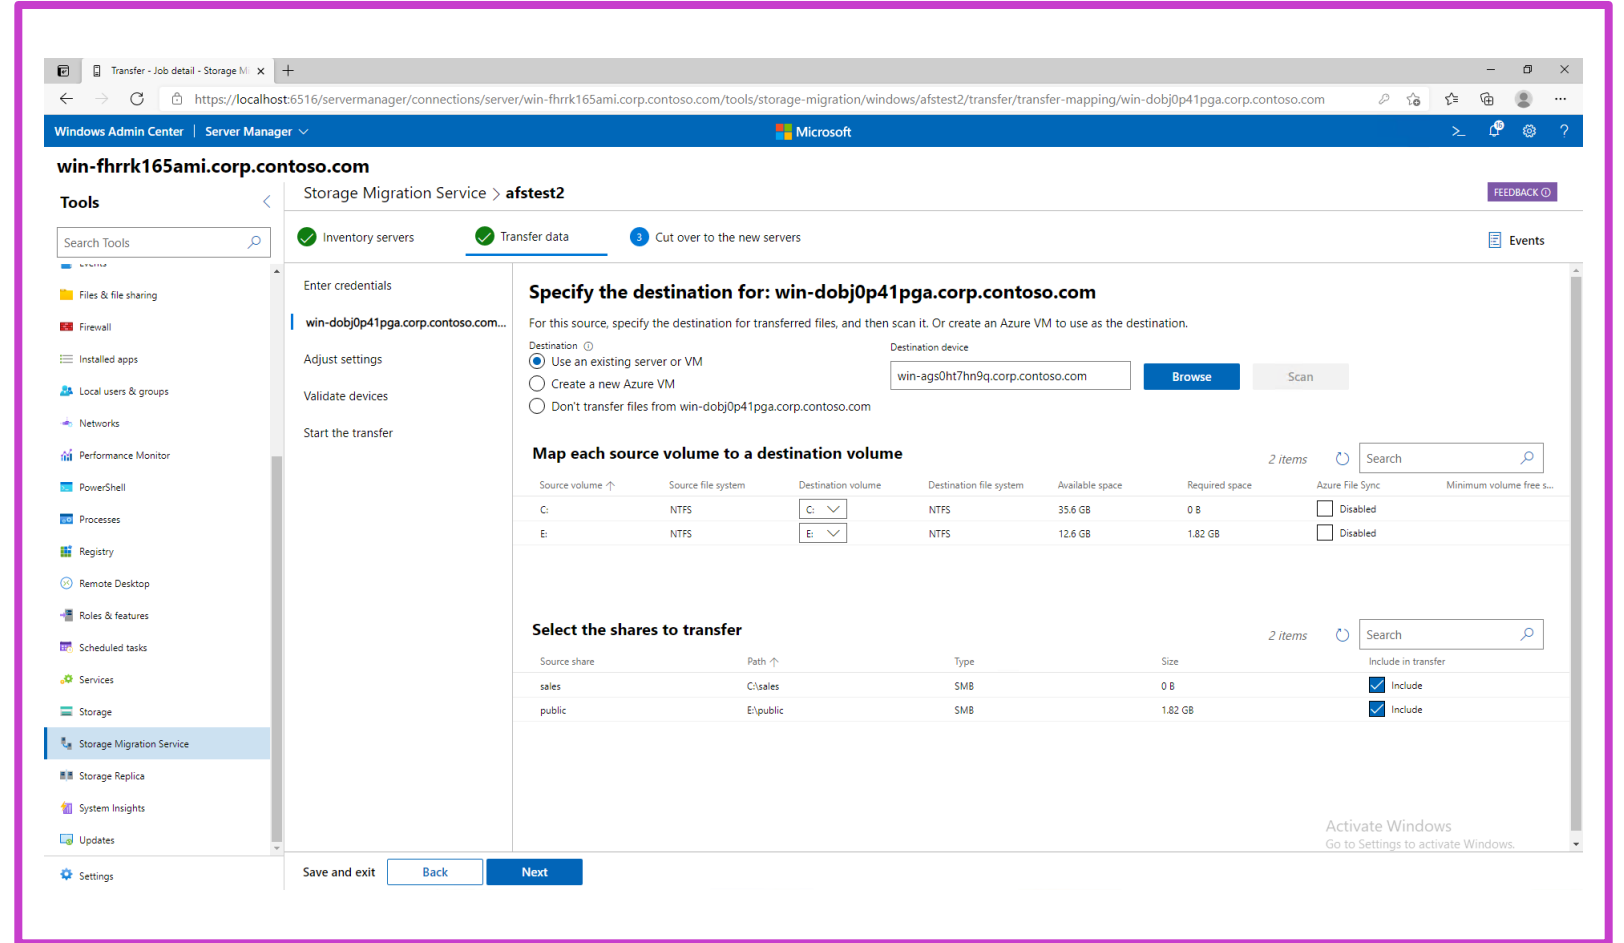 Transfer - Job detail - Storage Mi
https://localhost:6516/servermanager/connections/server/win-fhrrk165ami.corp.contoso.com/tools/storage-migration/windows/afstest2/transfer/transfer-mapping/win-dobj0p41pga.corp.contoso.com
Windows Admin Center | Server Manager
Microsoft
16
win-fhrrk165ami.corp.contoso.com
Tools
Search Tools
Events
Files & file sharing
Firewall
Installed apps
Local users & groups
Networks
Performance Monitor
PowerShell
Processes
Registry
Remote Desktop
Roles & features
Scheduled tasks
Services
Storage
Storage Migration Service
Storage Replica
System Insights
Updates
Settings
Storage Migration Service > afstest2
FEEDBACK
Inventory servers
Transfer data
3 Cut over to the new servers
Events
Enter credentials
win-dobj0p41pga.corp.contoso.com...
Adjust settings
Validate devices
Start the transfer
Specify the destination for: win-dobj0p41pga.corp.contoso.com
For this source, specify the destination for transferred files, and then scan it. Or create an Azure VM to use as the destination.
Destination
Use an existing server or VM
Create a new Azure VM
Don't transfer files from win-dobj0p41pga.corp.contoso.com
Destination device
win-ags0ht7hn9q.corp.contoso.com Browse Scan
Map each source volume to a destination volume
2 items Search
Source volume Source file system Destination volume Destination file system Available space Required space Azure File Sync Minimum volume free s...
C: NTFS C: NTFS 35.6 GB 0 B Disabled
E: NTFS E: NTFS 12.6 GB 1.82 GB Disabled
Select the shares to transfer
2 items Search
Source share Path Type Size Include in transfer
sales C:\sales SMB 0 B Include
public E:\public SMB 1.82 GB Include
Activate Windows
Go to Settings to activate Windows.
Save and exit Back Next